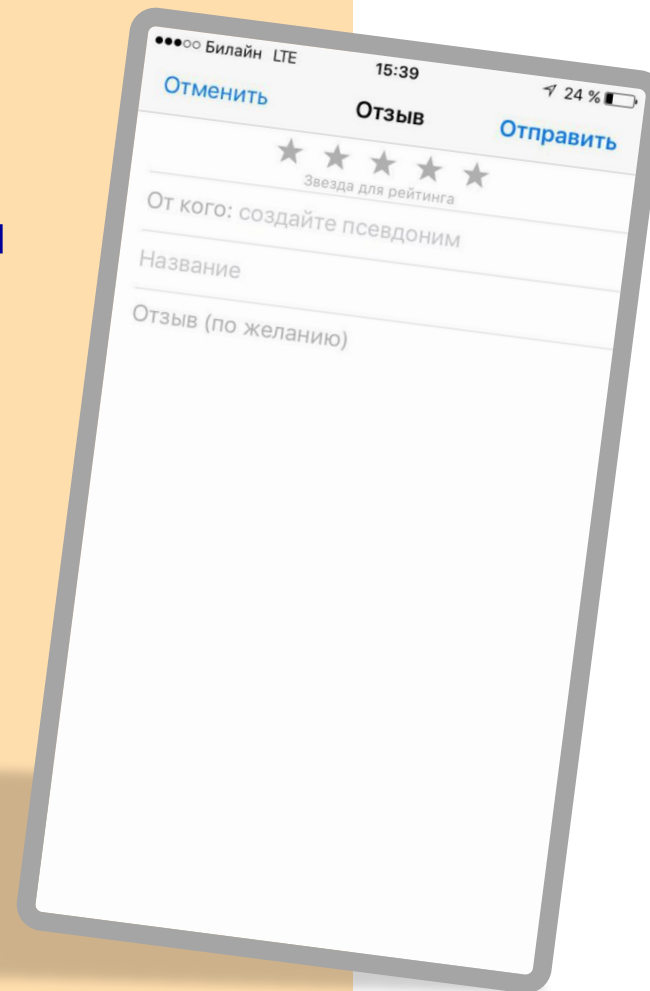 Билайн LTE 15:39 24 %
Отменить Отзыв Отправить
Звезда для рейтинга
От кого: создайте псевдоним
Название
Отзыв (по желанию)